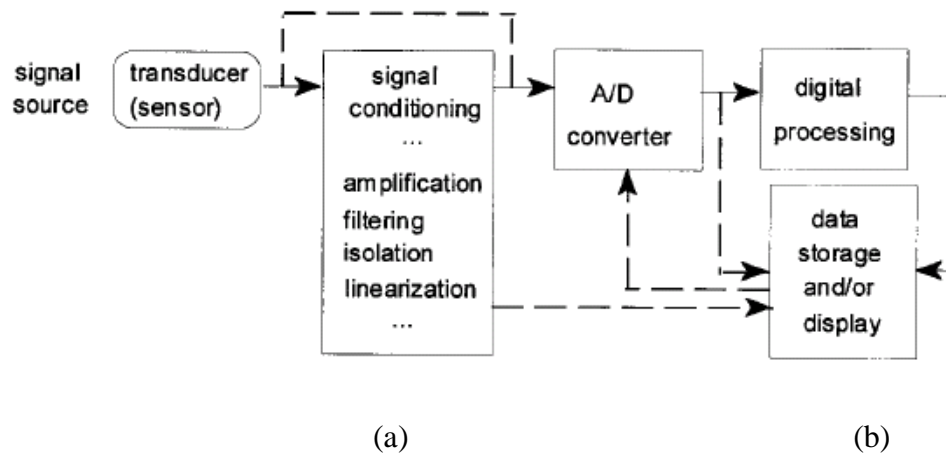 signal
source
transducer
(sensor)
signal
conditioning
...
amplification
filtering
isolation
linearization
...
A/D
converter
digital
processing
data
storage
and/or
display
(a)
(b)